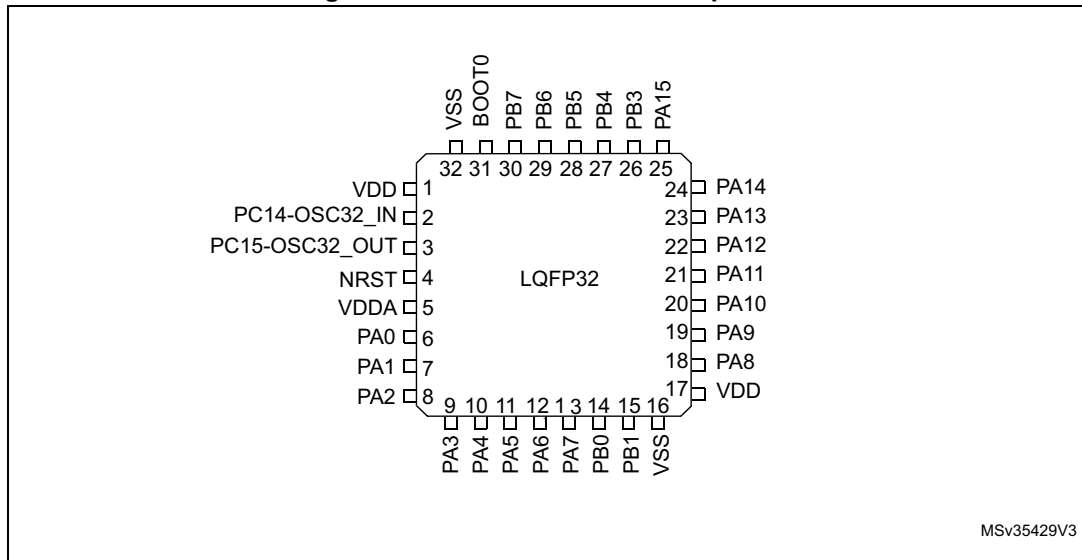 VSS
BOOT0
PB7
PB6
PB5
PB4
PB3
PA15
32 31 30 29 28 27 26 25
VDD 1
PC14-OSC32_IN 2
PC15-OSC32_OUT 3
NRST 4
VDDA 5
PA0 6
PA1 7
PA2 8
LQFP32
24 PA14
23 PA13
22 PA12
21 PA11
20 PA10
19 PA9
18 PA8
17 VDD
9 10 11 12 13 14 15 16
PA3
PA4
PA5
PA6
PA7
PB0
PB1
VSS
MSv35429V3